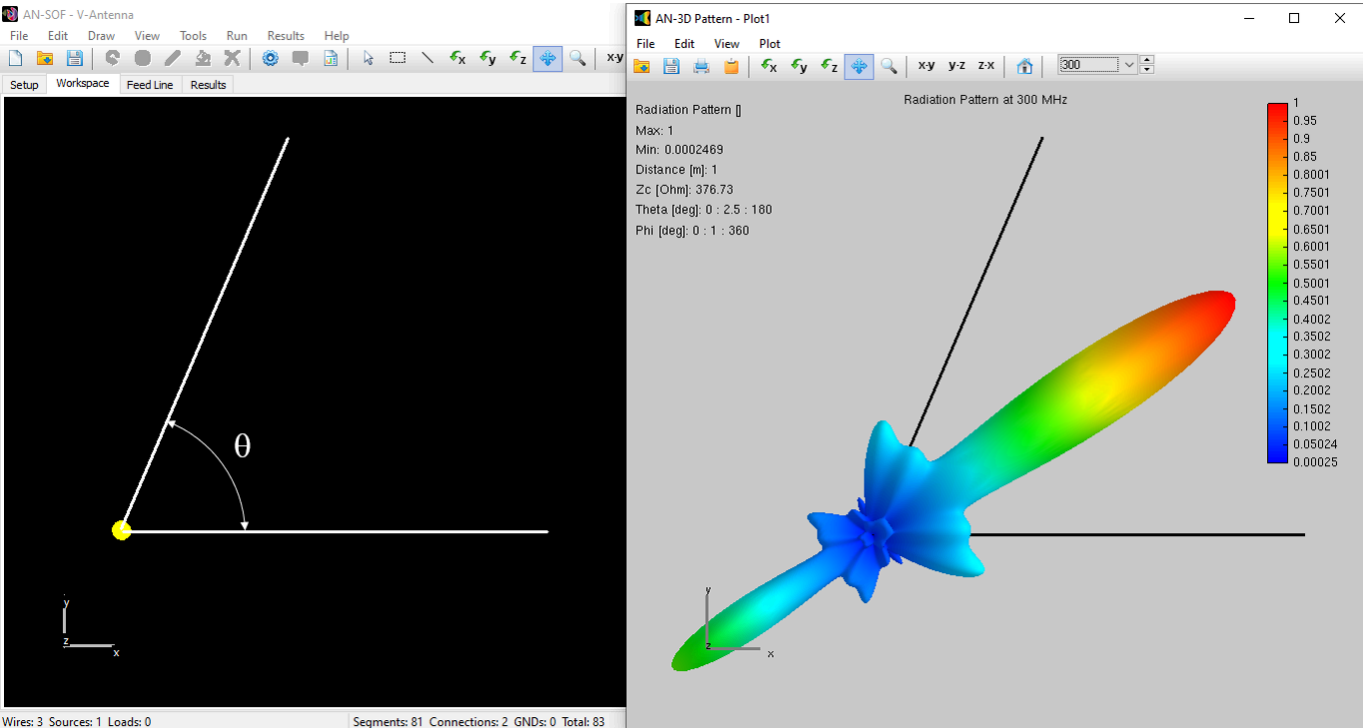 AN-SOF - V-Antenna
File Edit Draw View Tools Run Results Help
x-y
Setup Workspace Feed Line Results
θ
y
z
x
Wires: 3 Sources: 1 Loads: 0
Segments: 81 Connections: 2 GNDs: 0 Total: 83
AN-3D Pattern - Plot1
File Edit View Plot
x-y y-z z-x 300
Radiation Pattern at 300 MHz
Radiation Pattern []
Max: 1
Min: 0.0002469
Distance [m]: 1
Zc [Ohm]: 376.73
Theta [deg]: 0 : 2.5 : 180
Phi [deg]: 0 : 1 : 360
1
0.95
0.9
0.85
0.8001
0.7501
0.7001
0.6501
0.6001
0.5501
0.5001
0.4501
0.4002
0.3502
0.3002
0.2502
0.2002
0.1502
0.1002
0.05024
0.00025
y
z
x